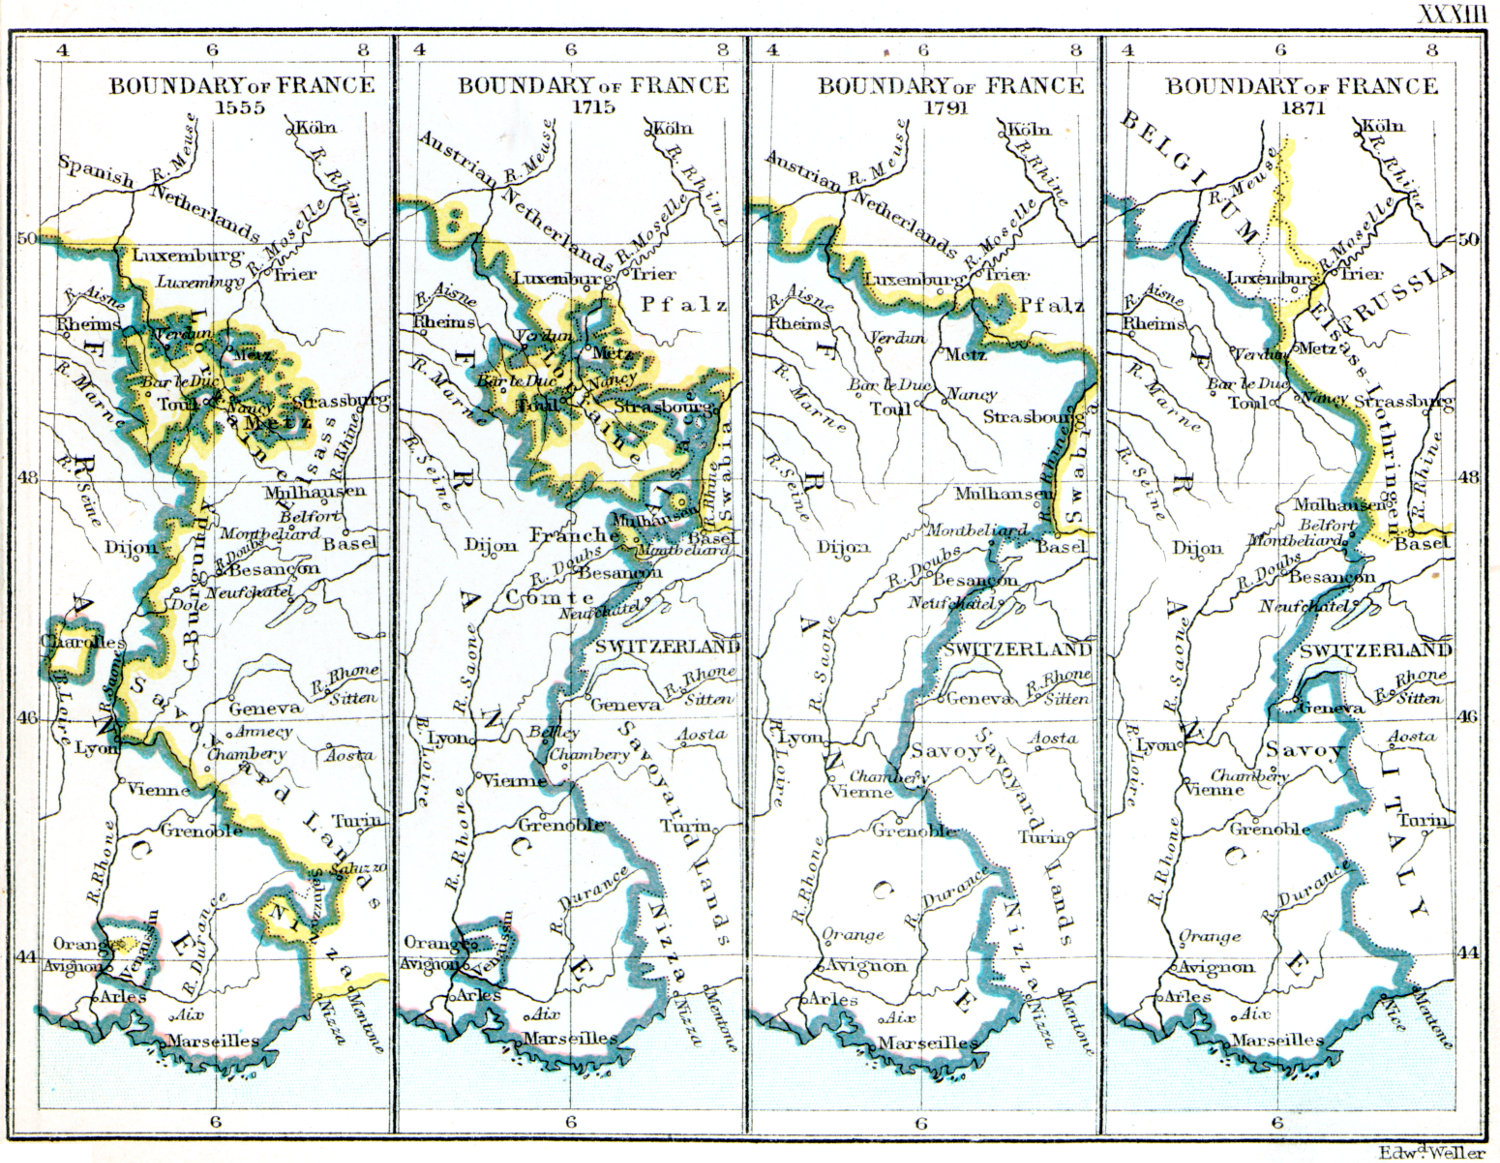 XXXIII
4 6 8
BOUNDARY OF FRANCE
1555
Köln
R. Meuse
R. Rhine
Spanish
Netherlands
R. Moselle
50
Luxemburg
Luxemburg
Trier
R. Aisne
Rheims
Verdun
Metz
F
R. Marne
Bar le Duc
Toul
Nancy
Strassburg
Metz
Lorraine
Elsass
R. Rhine
R
48
R. Seine
Mulhausen
Belfort
Montbeliard
Dijon
R. Doubs
Basel
Besançon
Neufchatel
Dole
C. Burgundy
A
Charolles
R. Saone
R. Loire
R. Rhone
Sitten
Geneva
N
46
Lyon
Annecy
Chambery
Aosta
Savoyard Lands
Vienne
Grenoble
Turin
C
R. Rhone
Saluzzo
Saluzzo
Nizza
Orange
Venaissin
Avignon
44
E
R. Durance
Arles
Aix
Nizza
Mentone
Marseilles
6
4 6 8
BOUNDARY OF FRANCE
1715
Köln
R. Meuse
R. Rhine
Austrian
Netherlands
R. Moselle
Luxemburg
Trier
Pfalz
R. Aisne
Rheims
Verdun
Metz
F
R. Marne
Bar le Duc
Nancy
Toul
Lorraine
Strasbourg
Alsace
R. Seine
R
R. Rhine
Swabia
Mulhausen
Franche
Comte
Basel
Montbeliard
Dijon
R. Doubs
Besançon
Neufchatel
A
SWITZERLAND
R. Saone
R. Rhone
Sitten
Geneva
N
R. Loire
Lyon
Belley
Chambery
Aosta
Savoyard Lands
Vienne
Grenoble
Turin
C
R. Rhone
R. Durance
Nizza
Orange
Avignon
Venaissin
E
Arles
Aix
Nizza
Mentone
Marseilles
6
4 6 8
BOUNDARY OF FRANCE
1791
Köln
R. Meuse
R. Rhine
Austrian
Netherlands
R. Moselle
Luxemburg
Trier
Pfalz
R. Aisne
Rheims
Verdun
Metz
F
R. Marne
Bar le Duc
Toul
Nancy
Strasbourg
R. Seine
R
R. Rhine
Swabia
Mulhausen
Montbeliard
Basel
Dijon
R. Doubs
Besançon
Neufchatel
A
SWITZERLAND
R. Saone
R. Rhone
Sitten
Geneva
R. Loire
Lyon
N
Savoy
Chambery
Aosta
Savoyard Lands
Vienne
Grenoble
Turin
C
R. Rhone
R. Durance
Nizza
Orange
Avignon
E
Arles
Aix
Nizza
Mentone
Marseilles
6
4 6 8
BOUNDARY OF FRANCE
1871
BELGIUM
Köln
R. Meuse
R. Rhine
R. Moselle
50
Luxemburg
Trier
PRUSSIA
R. Aisne
Rheims
Verdun
Metz
Elsass-Lothringen
F
R. Marne
Bar le Duc
Toul
Nancy
Strassburg
R. Seine
R
48
R. Rhine
Mulhausen
Belfort
Montbeliard
Basel
Dijon
R. Doubs
Besançon
Neufchatel
A
SWITZERLAND
R. Saone
R. Rhone
Sitten
Geneva
N
46
R. Loire
Lyon
Savoy
Aosta
Chambery
Vienne
Grenoble
Turin
ITALY
C
R. Rhone
R. Durance
Orange
Avignon
44
E
Arles
Aix
Nice
Mentone
Marseilles
6
Edwd. Weller